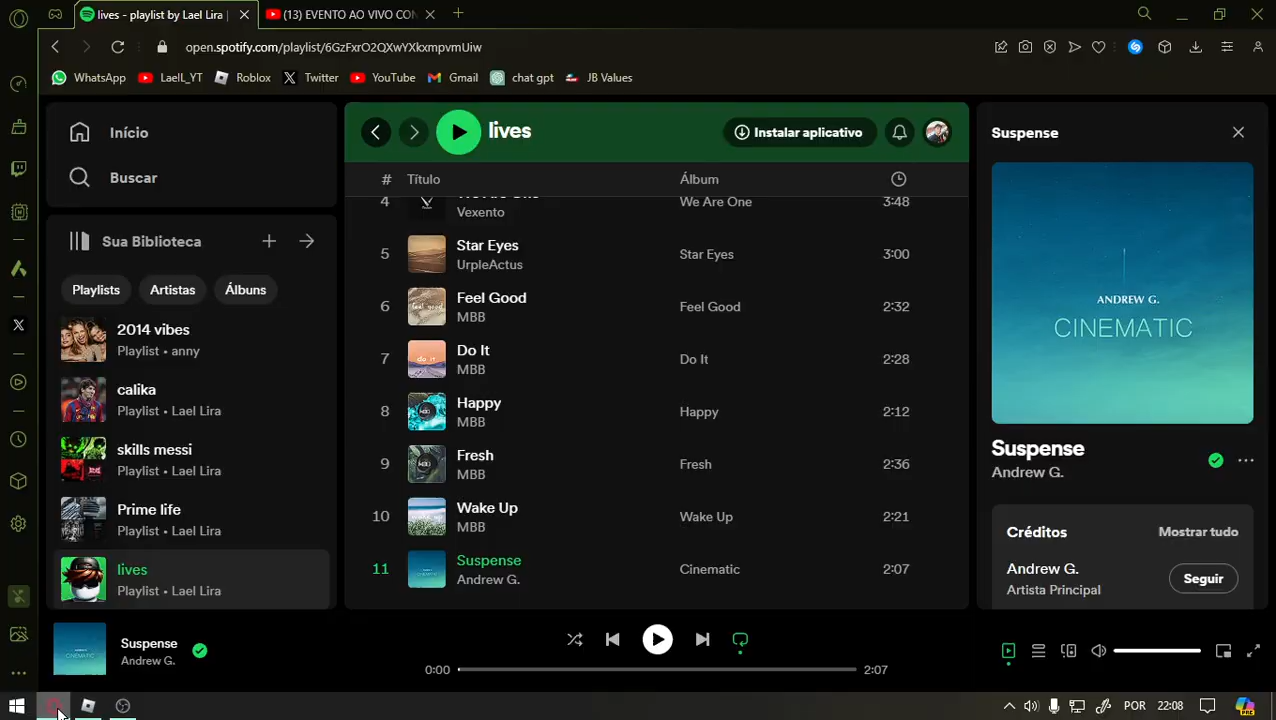 lives - playlist by Lael Lira |
(13) EVENTO AO VIVO CON
open.spotify.com/playlist/6GzFxrO2QXwYXkxmpvmUiw
WhatsApp
LaelL_YT
Roblox
Twitter
YouTube
Gmail
chat gpt
JB Values
Início
Buscar
Sua Biblioteca
Playlists
Artistas
Álbuns
2014 vibes
Playlist • anny
calika
Playlist • Lael Lira
skills messi
Playlist • Lael Lira
Prime life
Playlist • Lael Lira
lives
Playlist • Lael Lira
lives
Instalar aplicativo
# Título Álbum
4 We Are One We Are One 3:48
Vexento
5 Star Eyes Star Eyes 3:00
UrpleActus
6 Feel Good Feel Good 2:32
MBB
7 Do It Do It 2:28
MBB
8 Happy Happy 2:12
MBB
9 Fresh Fresh 2:36
MBB
10 Wake Up Wake Up 2:21
MBB
11 Suspense Cinematic 2:07
Andrew G.
Suspense
ANDREW G.
CINEMATIC
Suspense
Andrew G.
Créditos
Mostrar tudo
Andrew G.
Artista Principal
Seguir
Suspense
Andrew G.
0:00
2:07
POR
22:08
PRE